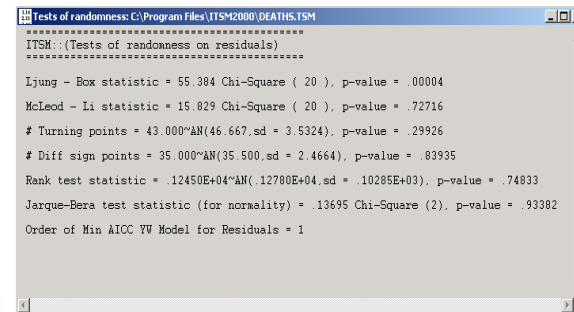 Tests of randomness: C:\Program Files\ITSM2000\DEATHS.TSM
============================================
ITSM::(Tests of randomness on residuals)
============================================
Ljung - Box statistic = 55.384 Chi-Square ( 20 ), p-value = .00004
McLeod - Li statistic = 15.829 Chi-Square ( 20 ), p-value = .72716
# Turning points = 43.000~AN(46.667,sd = 3.5324), p-value = .29926
# Diff sign points = 35.000~AN(35.500,sd = 2.4664), p-value = .83935
Rank test statistic = .12450E+04~AN(.12780E+04,sd = .10285E+03), p-value = .74833
Jarque-Bera test statistic (for normality) = .13695 Chi-Square (2), p-value = .93382
Order of Min AICC YW Model for Residuals = 1